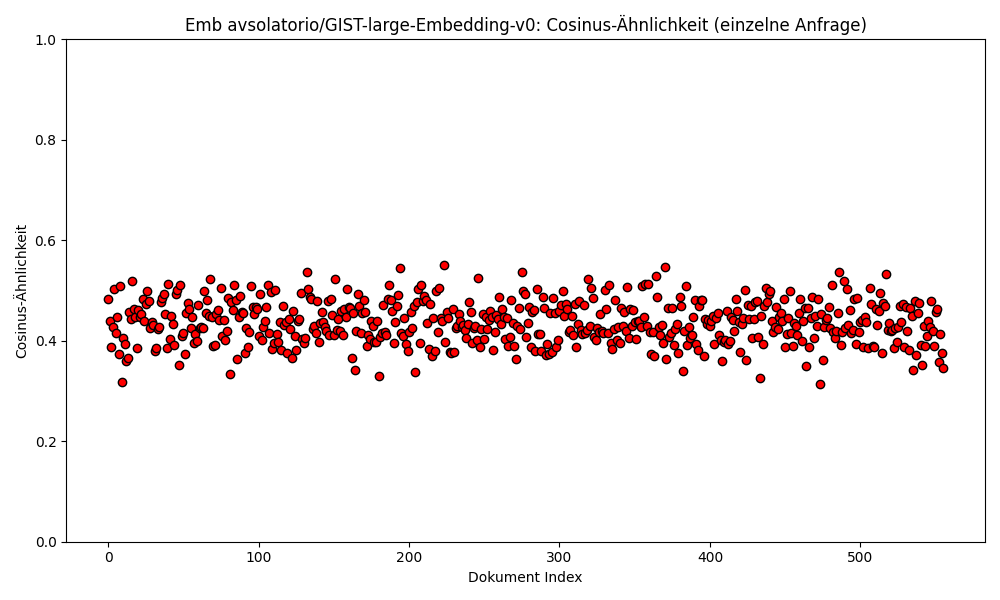 Emb avsolatorio/GIST-large-Embedding-v0: Cosinus-Ähnlichkeit (einzelne Anfrage)
1.0
0.8
0.6
0.4
0.2
0.0
Cosinus-Ähnlichkeit
0 100 200 300 400 500
Dokument Index